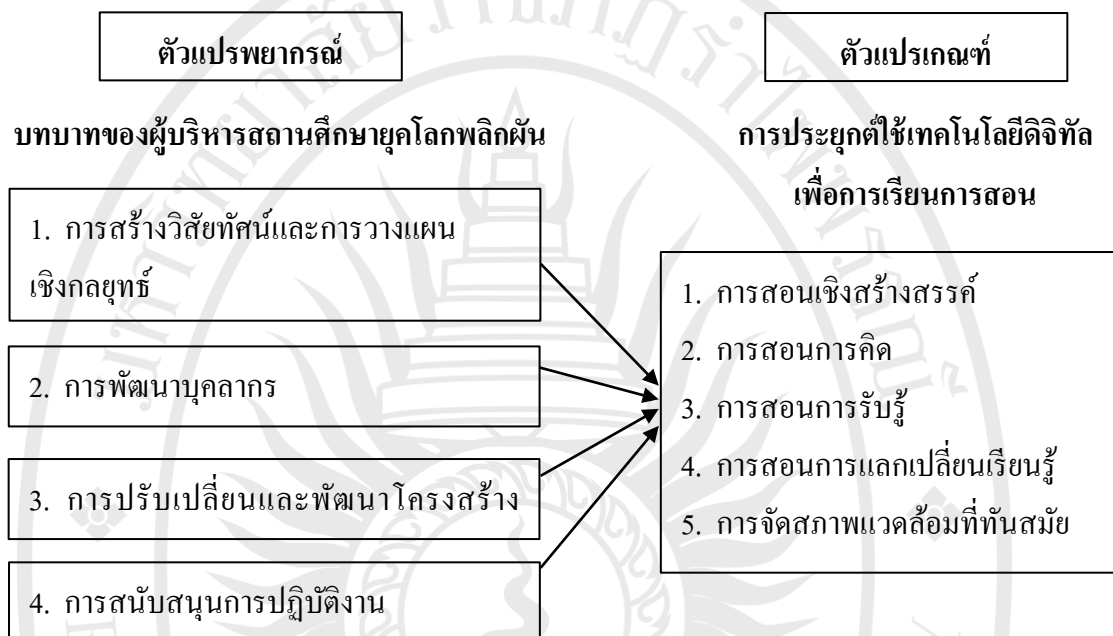 ตัวแปรพยากรณ์
บทบาทของผู้บริหารสถานศึกษายุคโลกพลิกผัน
1. การสร้างวิสัยทัศน์และการวางแผน
เชิงกลยุทธ์
2. การพัฒนาบุคลากร
3. การปรับเปลี่ยนและพัฒนาโครงสร้าง
4. การสนับสนุนการปฏิบัติงาน
ตัวแปรเกณฑ์
การประยุกต์ใช้เทคโนโลยีดิจิทัล
เพื่อการเรียนการสอน
1. การสอนเชิงสร้างสรรค์
2. การสอนการคิด
3. การสอนการรับรู้
4. การสอนการแลกเปลี่ยนเรียนรู้
5. การจัดสภาพแวดล้อมที่ทันสมัย